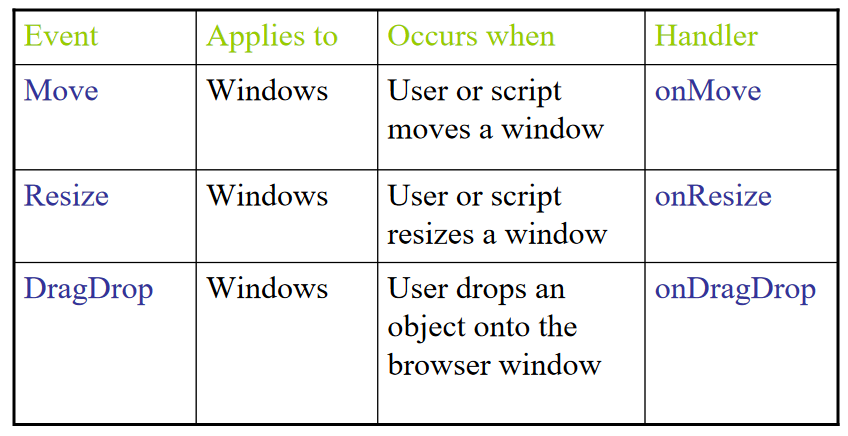 Event Applies to Occurs when Handler
Move Windows User or script onMove
moves a window
Resize Windows User or script onResize
resizes a window
DragDrop Windows User drops an onDragDrop
object onto the
browser window